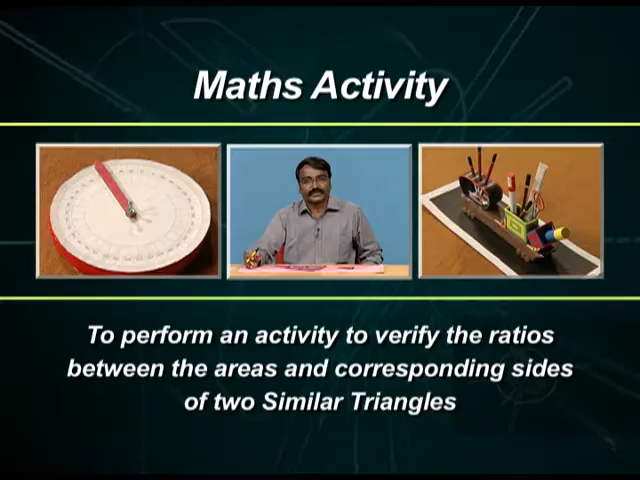 Maths Activity
To perform an activity to verify the ratios
between the areas and corresponding sides
of two Similar Triangles